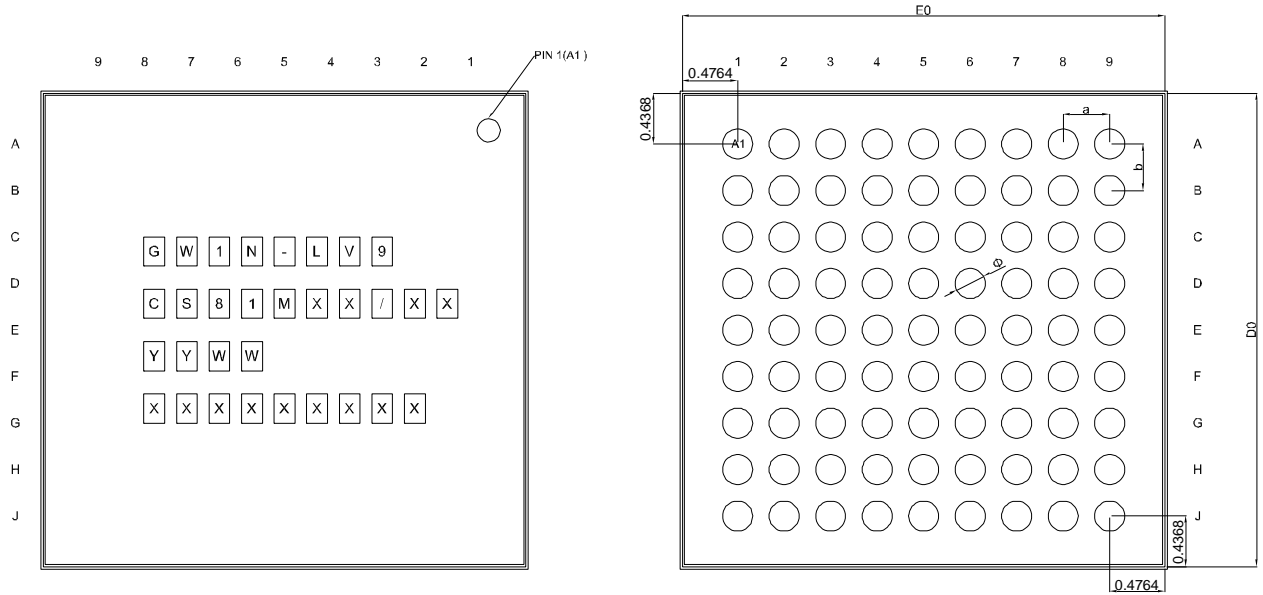 E0
9 8 7 6 5 4 3 2 1
PIN 1(A1 )
1 2 3 4 5 6 7 8 9
0.4764
0.4368
a
A
A1
A
b
B
B
C
G W 1 N - L V 9
C
D
C S 8 1 M X X / X X
Φ
D
D0
E
E
Y Y W W
F
F
X X X X X X X X X
G
G
H
H
J
J
0.4368
0.4764